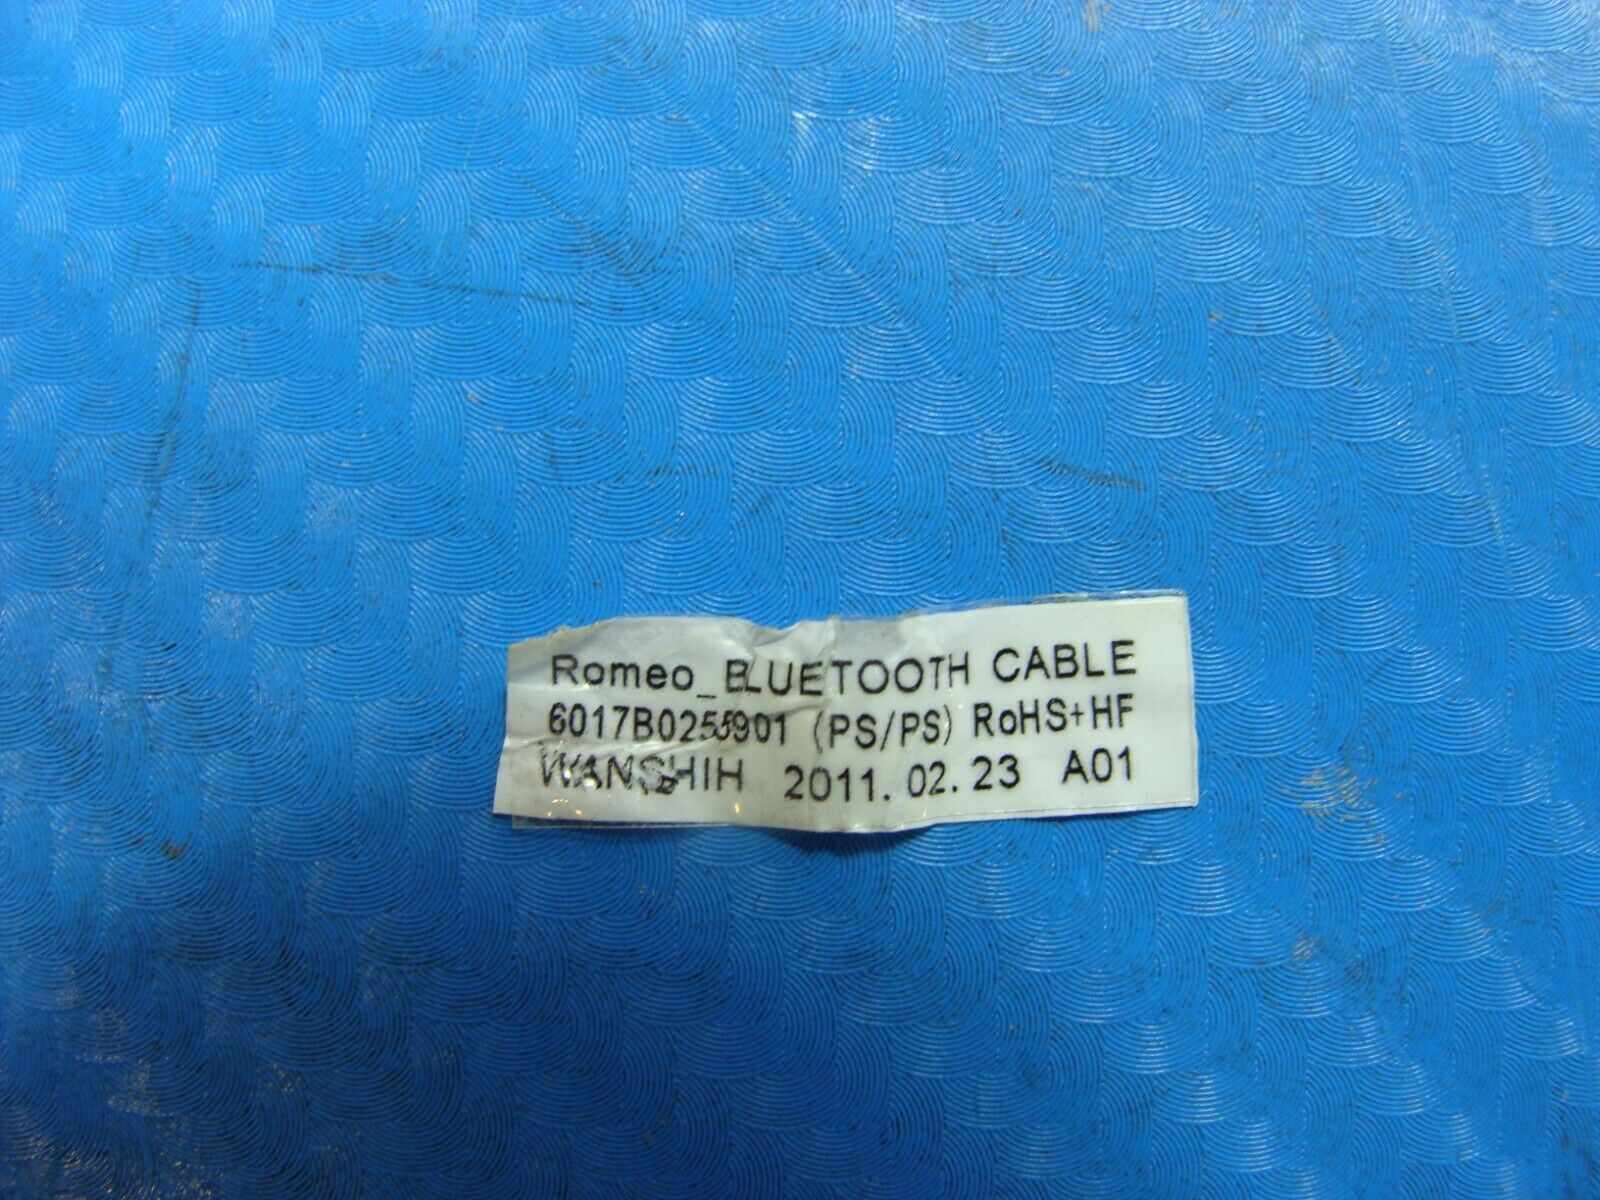 Romeo_BLUETOOTH CABLE
6017B0255901 (PS/PS) RoHS+HF
WANSHIH 2011.02.23 A01